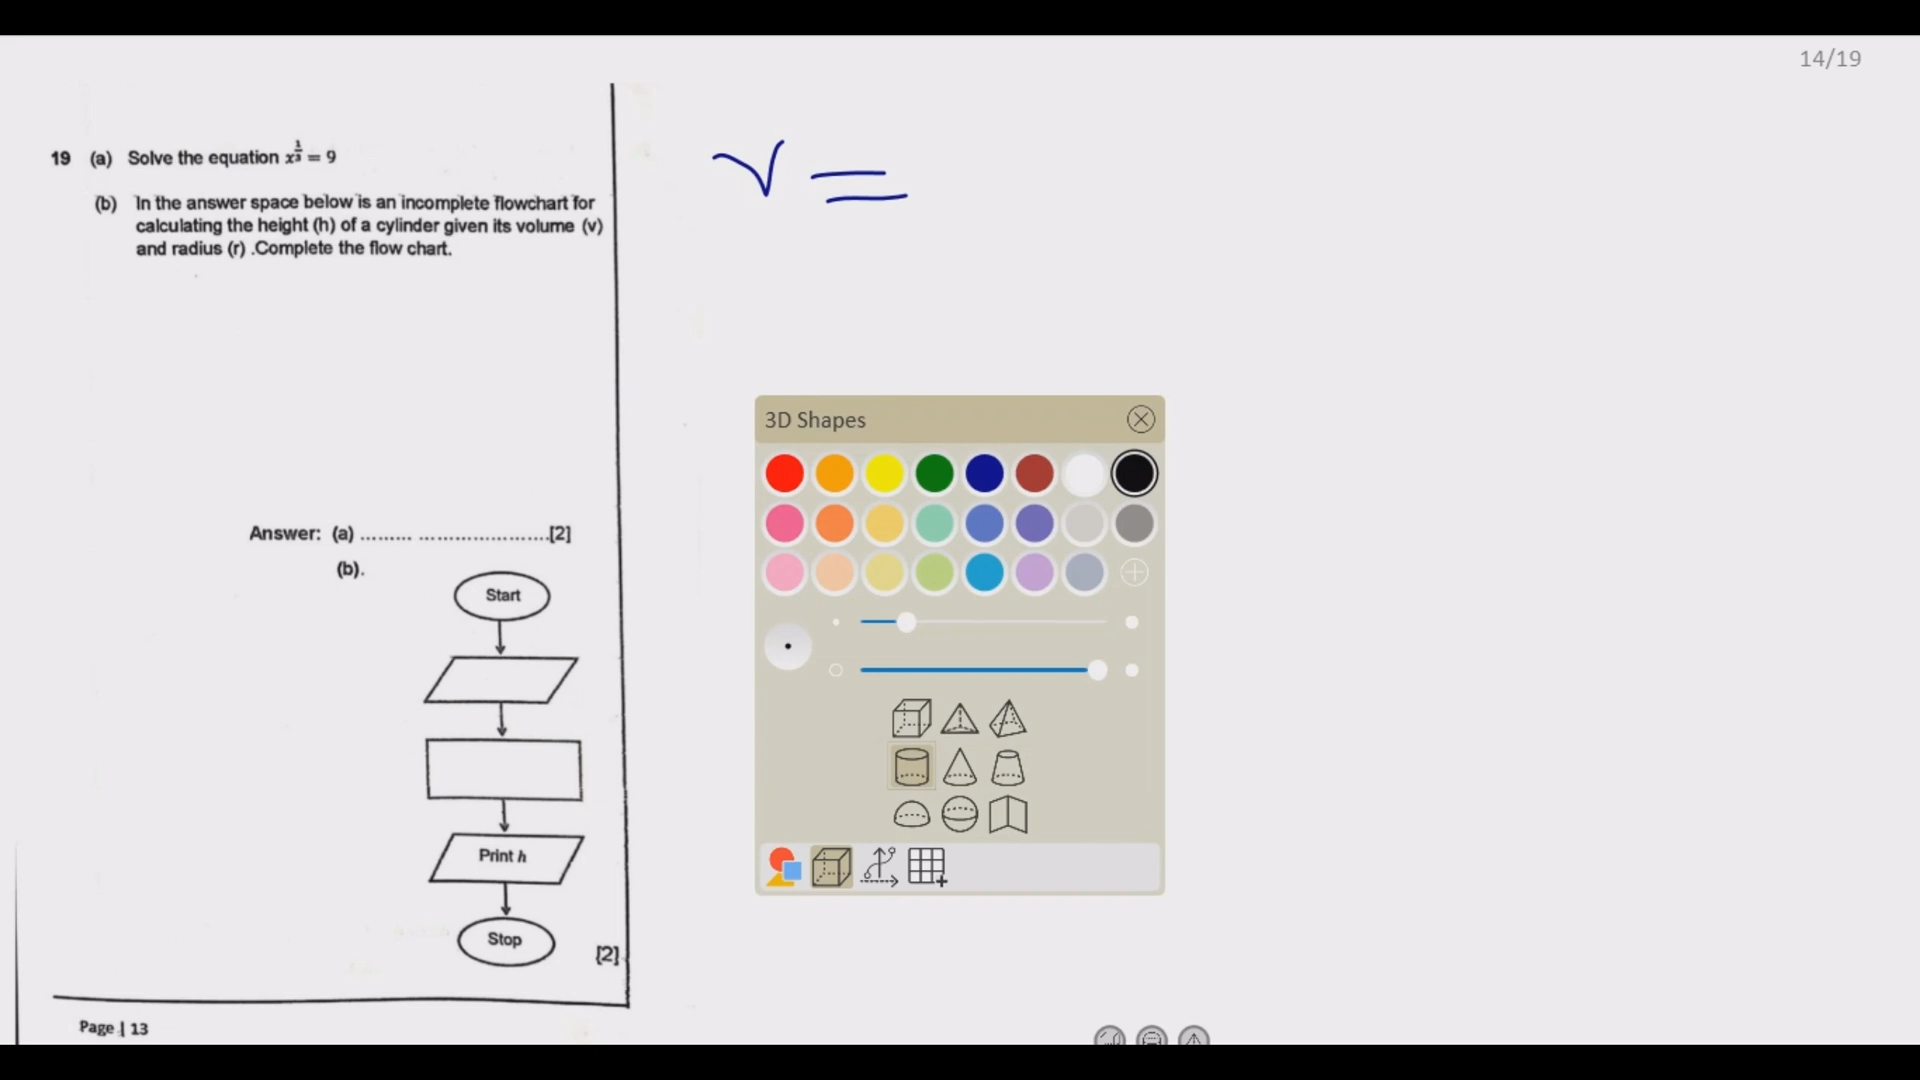 14/19
19 (a) Solve the equation x^{1/3} = 9
(b) In the answer space below is an incomplete flowchart for
calculating the height (h) of a cylinder given its volume (v)
and radius (r) .Complete the flow chart.
V =
3D Shapes
Answer: (a) ......... .......................[2]
(b).
Start
Print h
Stop
[2]
Page | 13